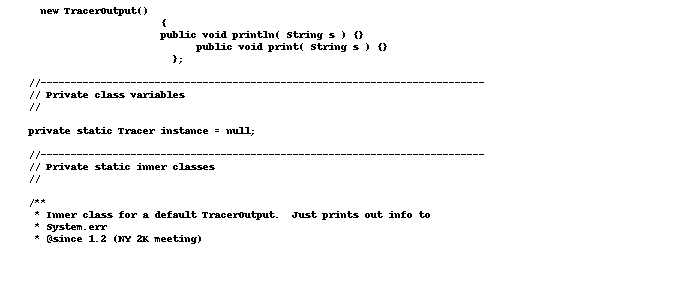 new TracerOutput()
{
public void println( String s ) {}
public void print( String s ) {}
};
//--------------------------------------------------------------------------
// Private class variables
//
private static Tracer instance = null;
//--------------------------------------------------------------------------
// Private static inner classes
//
/**
* Inner class for a default TracerOutput.  Just prints out info to
* System.err
* @since 1.2 (NY 2K meeting)